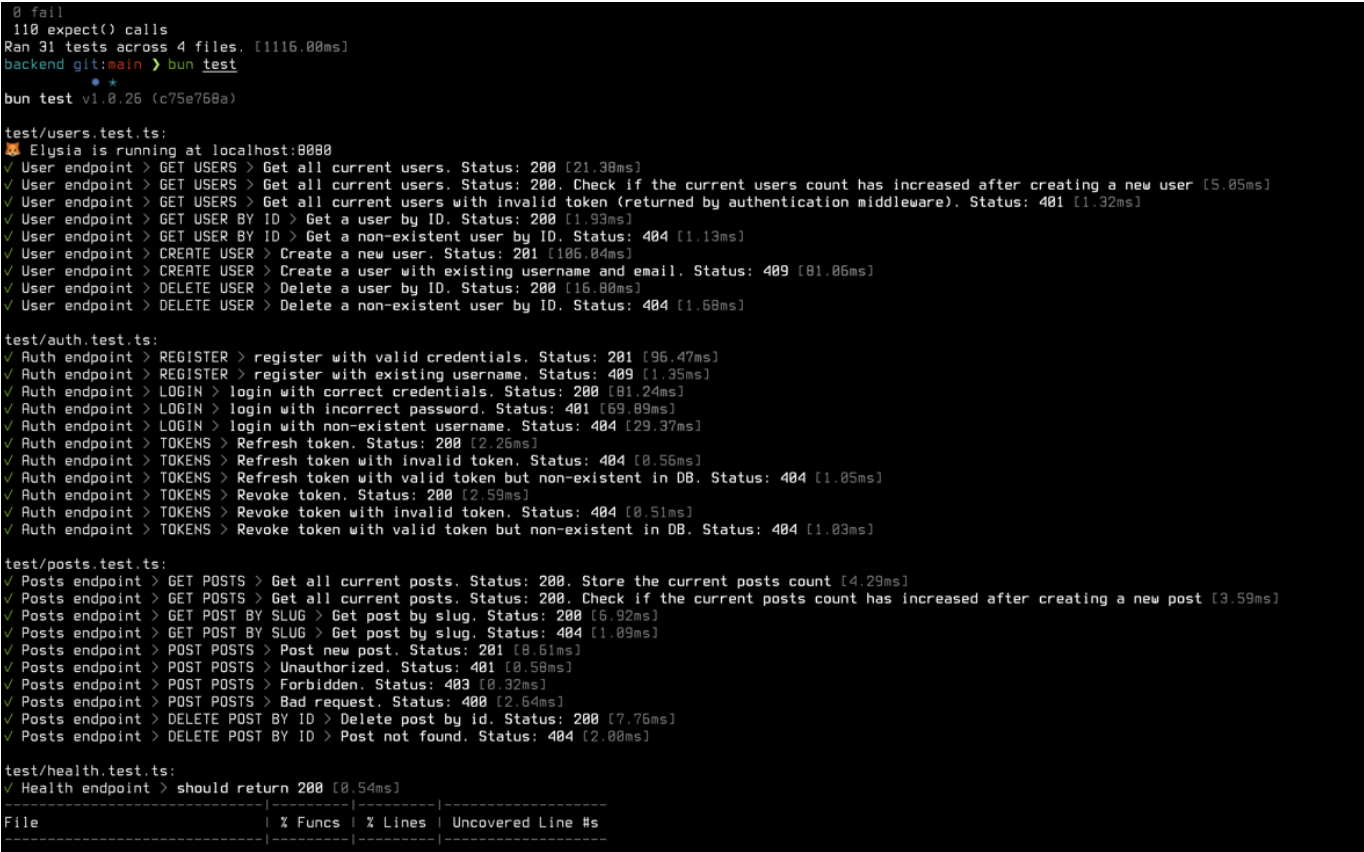 0 fail
110 expect() calls
Ran 31 tests across 4 files. [1116.00ms]
backend git:main ❯ bun test
● ★
bun test v1.0.26 (c75e768a)
test/users.test.ts:
🦊 Elysia is running at localhost:8080
✓ User endpoint > GET USERS > Get all current users. Status: 200 [21.38ms]
✓ User endpoint > GET USERS > Get all current users. Status: 200. Check if the current users count has increased after creating a new user [5.05ms]
✓ User endpoint > GET USERS > Get all current users with invalid token (returned by authentication middleware). Status: 401 [1.32ms]
✓ User endpoint > GET USER BY ID > Get a user by ID. Status: 200 [1.93ms]
✓ User endpoint > GET USER BY ID > Get a non-existent user by ID. Status: 404 [1.13ms]
✓ User endpoint > CREATE USER > Create a new user. Status: 201 [106.04ms]
✓ User endpoint > CREATE USER > Create a user with existing username and email. Status: 409 [81.06ms]
✓ User endpoint > DELETE USER > Delete a user by ID. Status: 200 [16.80ms]
✓ User endpoint > DELETE USER > Delete a non-existent user by ID. Status: 404 [1.68ms]
test/auth.test.ts:
✓ Auth endpoint > REGISTER > register with valid credentials. Status: 201 [96.47ms]
✓ Auth endpoint > REGISTER > register with existing username. Status: 409 [1.35ms]
✓ Auth endpoint > LOGIN > login with correct credentials. Status: 200 [81.24ms]
✓ Auth endpoint > LOGIN > login with incorrect password. Status: 401 [69.89ms]
✓ Auth endpoint > LOGIN > login with non-existent username. Status: 404 [29.37ms]
✓ Auth endpoint > TOKENS > Refresh token. Status: 200 [2.26ms]
✓ Auth endpoint > TOKENS > Refresh token with invalid token. Status: 404 [0.56ms]
✓ Auth endpoint > TOKENS > Refresh token with valid token but non-existent in DB. Status: 404 [1.05ms]
✓ Auth endpoint > TOKENS > Revoke token. Status: 200 [2.59ms]
✓ Auth endpoint > TOKENS > Revoke token with invalid token. Status: 404 [0.51ms]
✓ Auth endpoint > TOKENS > Revoke token with valid token but non-existent in DB. Status: 404 [1.03ms]
test/posts.test.ts:
✓ Posts endpoint > GET POSTS > Get all current posts. Status: 200. Store the current posts count [4.29ms]
✓ Posts endpoint > GET POSTS > Get all current posts. Status: 200. Check if the current posts count has increased after creating a new post [3.59ms]
✓ Posts endpoint > GET POST BY SLUG > Get post by slug. Status: 200 [6.92ms]
✓ Posts endpoint > GET POST BY SLUG > Get post by slug. Status: 404 [1.09ms]
✓ Posts endpoint > POST POSTS > Post new post. Status: 201 [8.61ms]
✓ Posts endpoint > POST POSTS > Unauthorized. Status: 401 [0.58ms]
✓ Posts endpoint > POST POSTS > Forbidden. Status: 403 [0.32ms]
✓ Posts endpoint > POST POSTS > Bad request. Status: 400 [2.64ms]
✓ Posts endpoint > DELETE POST BY ID > Delete post by id. Status: 200 [7.76ms]
✓ Posts endpoint > DELETE POST BY ID > Post not found. Status: 404 [2.00ms]
test/health.test.ts:
✓ Health endpoint > should return 200 [0.54ms]
------------------------------|---------|---------|-------------------
File | % Funcs | % Lines | Uncovered Line #s
------------------------------|---------|---------|-------------------